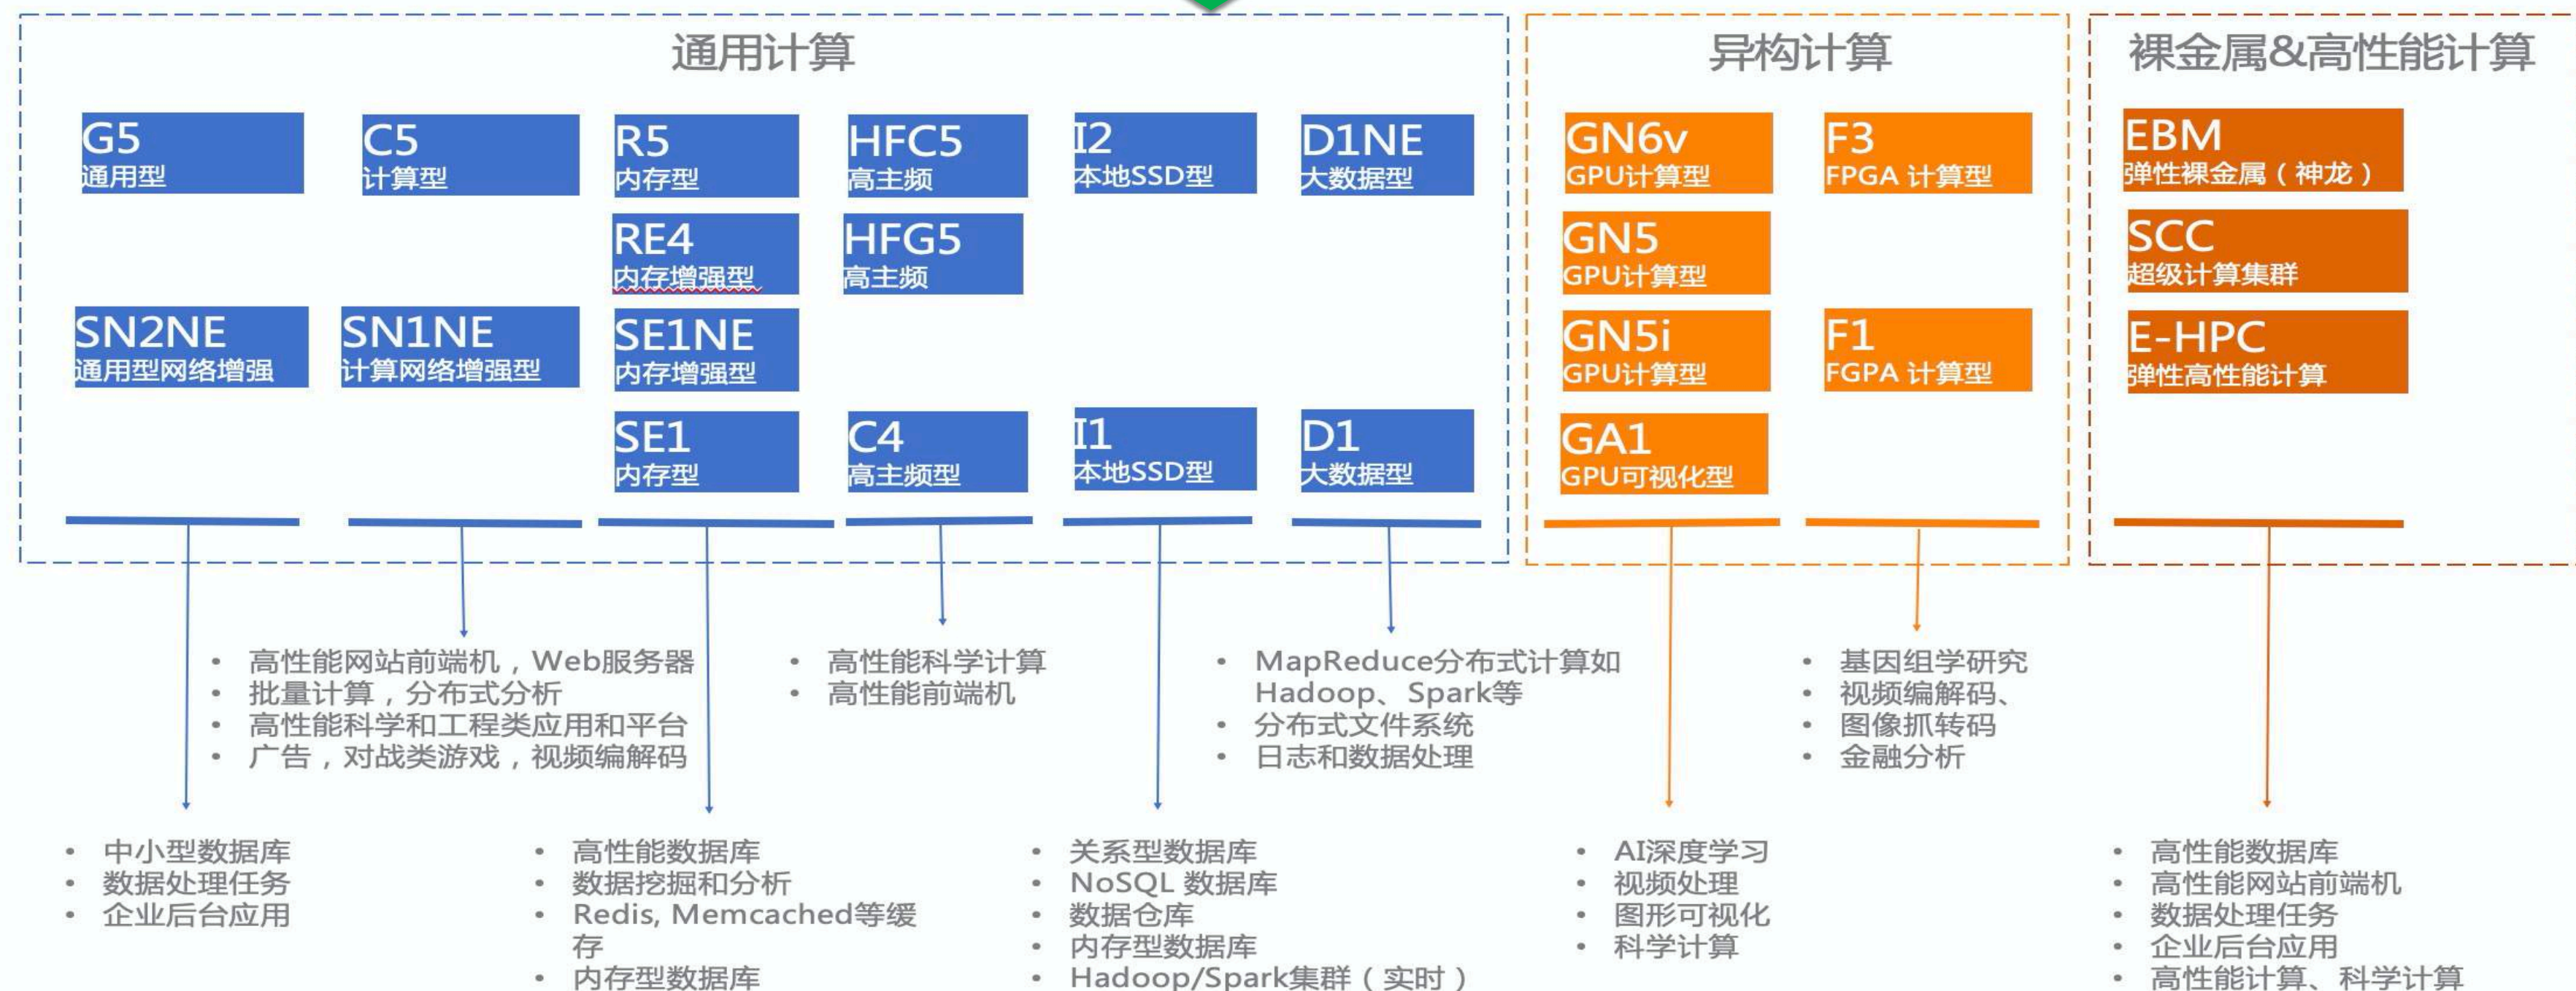 通用计算
G5
通用型
C5
计算型
R5
内存型
HFC5
高主频
I2
本地SSD型
D1NE
大数据型
RE4
内存增强型
HFG5
高主频
SN2NE
通用型网络增强
SN1NE
计算网络增强型
SE1NE
内存增强型
SE1
内存型
C4
高主频型
I1
本地SSD型
D1
大数据型
异构计算
GN6v
GPU计算型
F3
FPGA 计算型
GN5
GPU计算型
GN5i
GPU计算型
F1
FGPA 计算型
GA1
GPU可视化型
裸金属&高性能计算
EBM
弹性裸金属（神龙）
SCC
超级计算集群
E-HPC
弹性高性能计算
• 高性能网站前端机，Web服务器
• 批量计算，分布式分析
• 高性能科学和工程类应用和平台
• 广告，对战类游戏，视频编解码
• 高性能科学计算
• 高性能前端机
• MapReduce分布式计算如
Hadoop、Spark等
• 分布式文件系统
• 日志和数据处理
• 基因组学研究
• 视频编解码、
• 图像抓转码
• 金融分析
• 中小型数据库
• 数据处理任务
• 企业后台应用
• 高性能数据库
• 数据挖掘和分析
• Redis, Memcached等缓
存
• 内存型数据库
• 关系型数据库
• NoSQL 数据库
• 数据仓库
• 内存型数据库
• Hadoop/Spark集群（实时）
• AI深度学习
• 视频处理
• 图形可视化
• 科学计算
• 高性能数据库
• 高性能网站前端机
• 数据处理任务
• 企业后台应用
• 高性能计算、科学计算